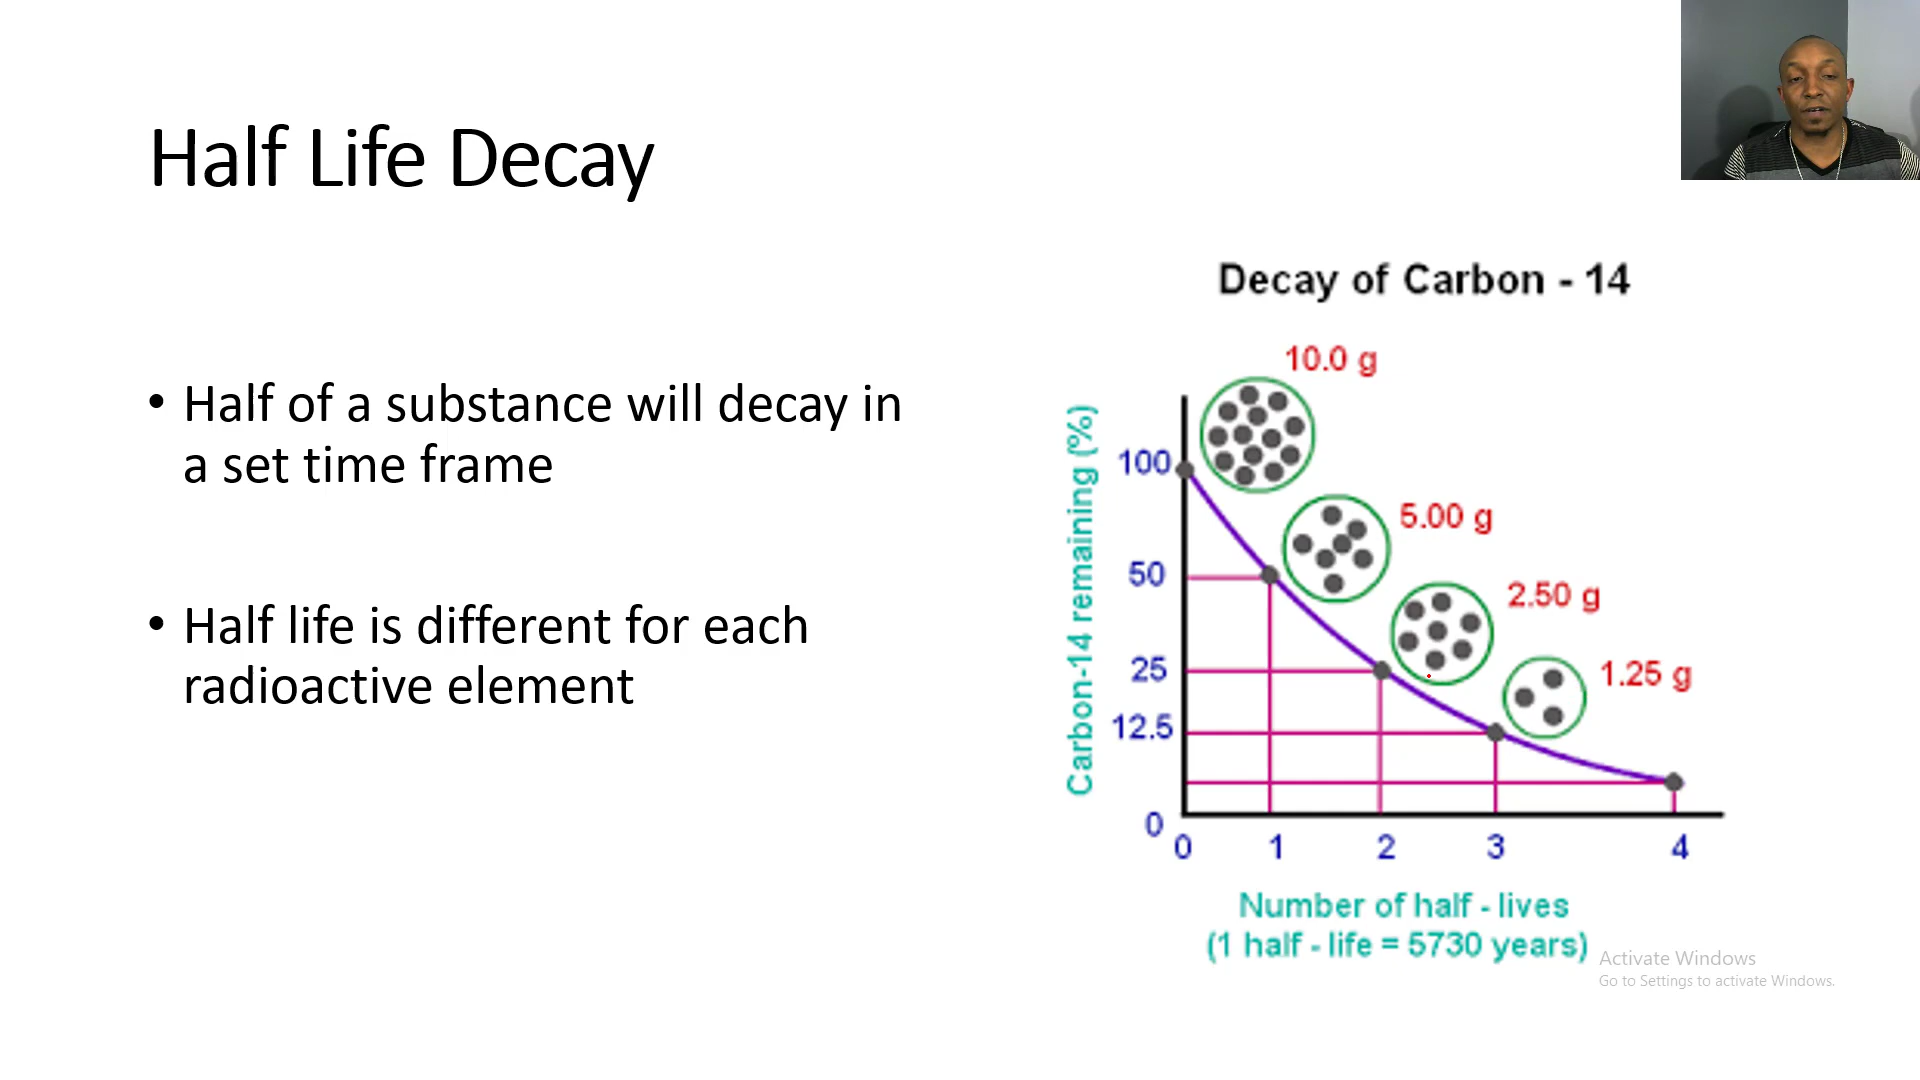 Half Life Decay
• Half of a substance will decay in
a set time frame
• Half life is different for each
radioactive element
Decay of Carbon - 14
10.0 g
5.00 g
2.50 g
1.25 g
Carbon-14 remaining (%)
100
50
25
12.5
0
0 1 2 3 4
Number of half - lives
(1 half - life = 5730 years)
Activate Windows
Go to Settings to activate Windows.